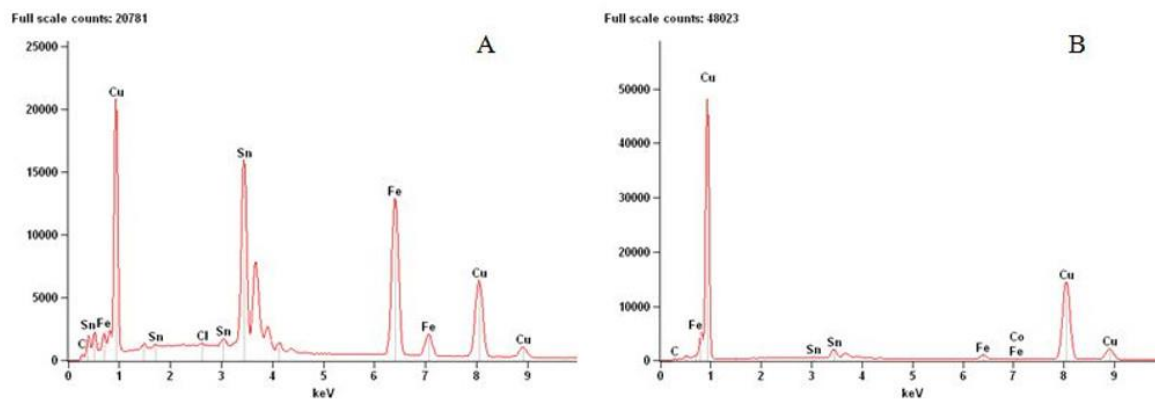 Full scale counts: 20781
A
25000
20000
15000
10000
5000
0
Cu
Sn
Fe
Cu
Sn
Fe
C
Sn
Cl
Sn
Fe
Cu
0 1 2 3 4 5 6 7 8 9
keV
Full scale counts: 48023
B
50000
40000
30000
20000
10000
0
Cu
Cu
Fe
C
Sn
Sn
Fe
Co
Fe
Cu
0 1 2 3 4 5 6 7 8 9
keV